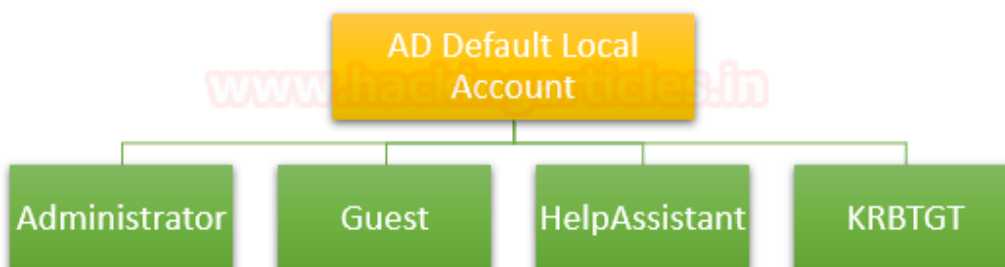 AD Default Local
Account
www.hackingarticles.in
Administrator
Guest
HelpAssistant
KRBTGT